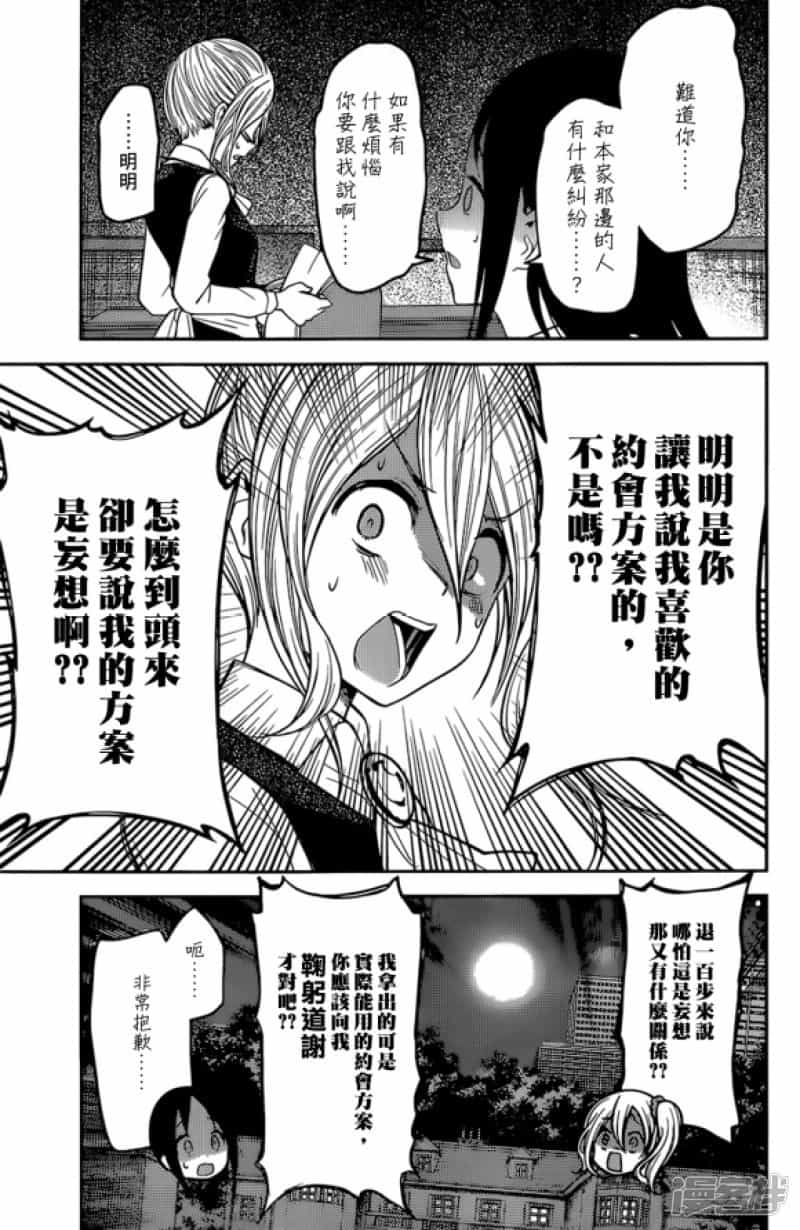 難道你……
和本家那邊的人
有什麼糾紛……？
如果有
什麼煩惱
你要跟我說啊……
……明明
明明是你
讓我說我喜歡的
約會方案的，
不是嗎??
怎麼到頭來
卻要說我的方案
是妄想啊??
退一百步來說
哪怕這是妄想
那又有什麼關係??
我拿出的可是
實際能用的約會方案，
你應該向我
鞠躬道謝
才對吧??
呃……
非常抱歉……
漫客栈